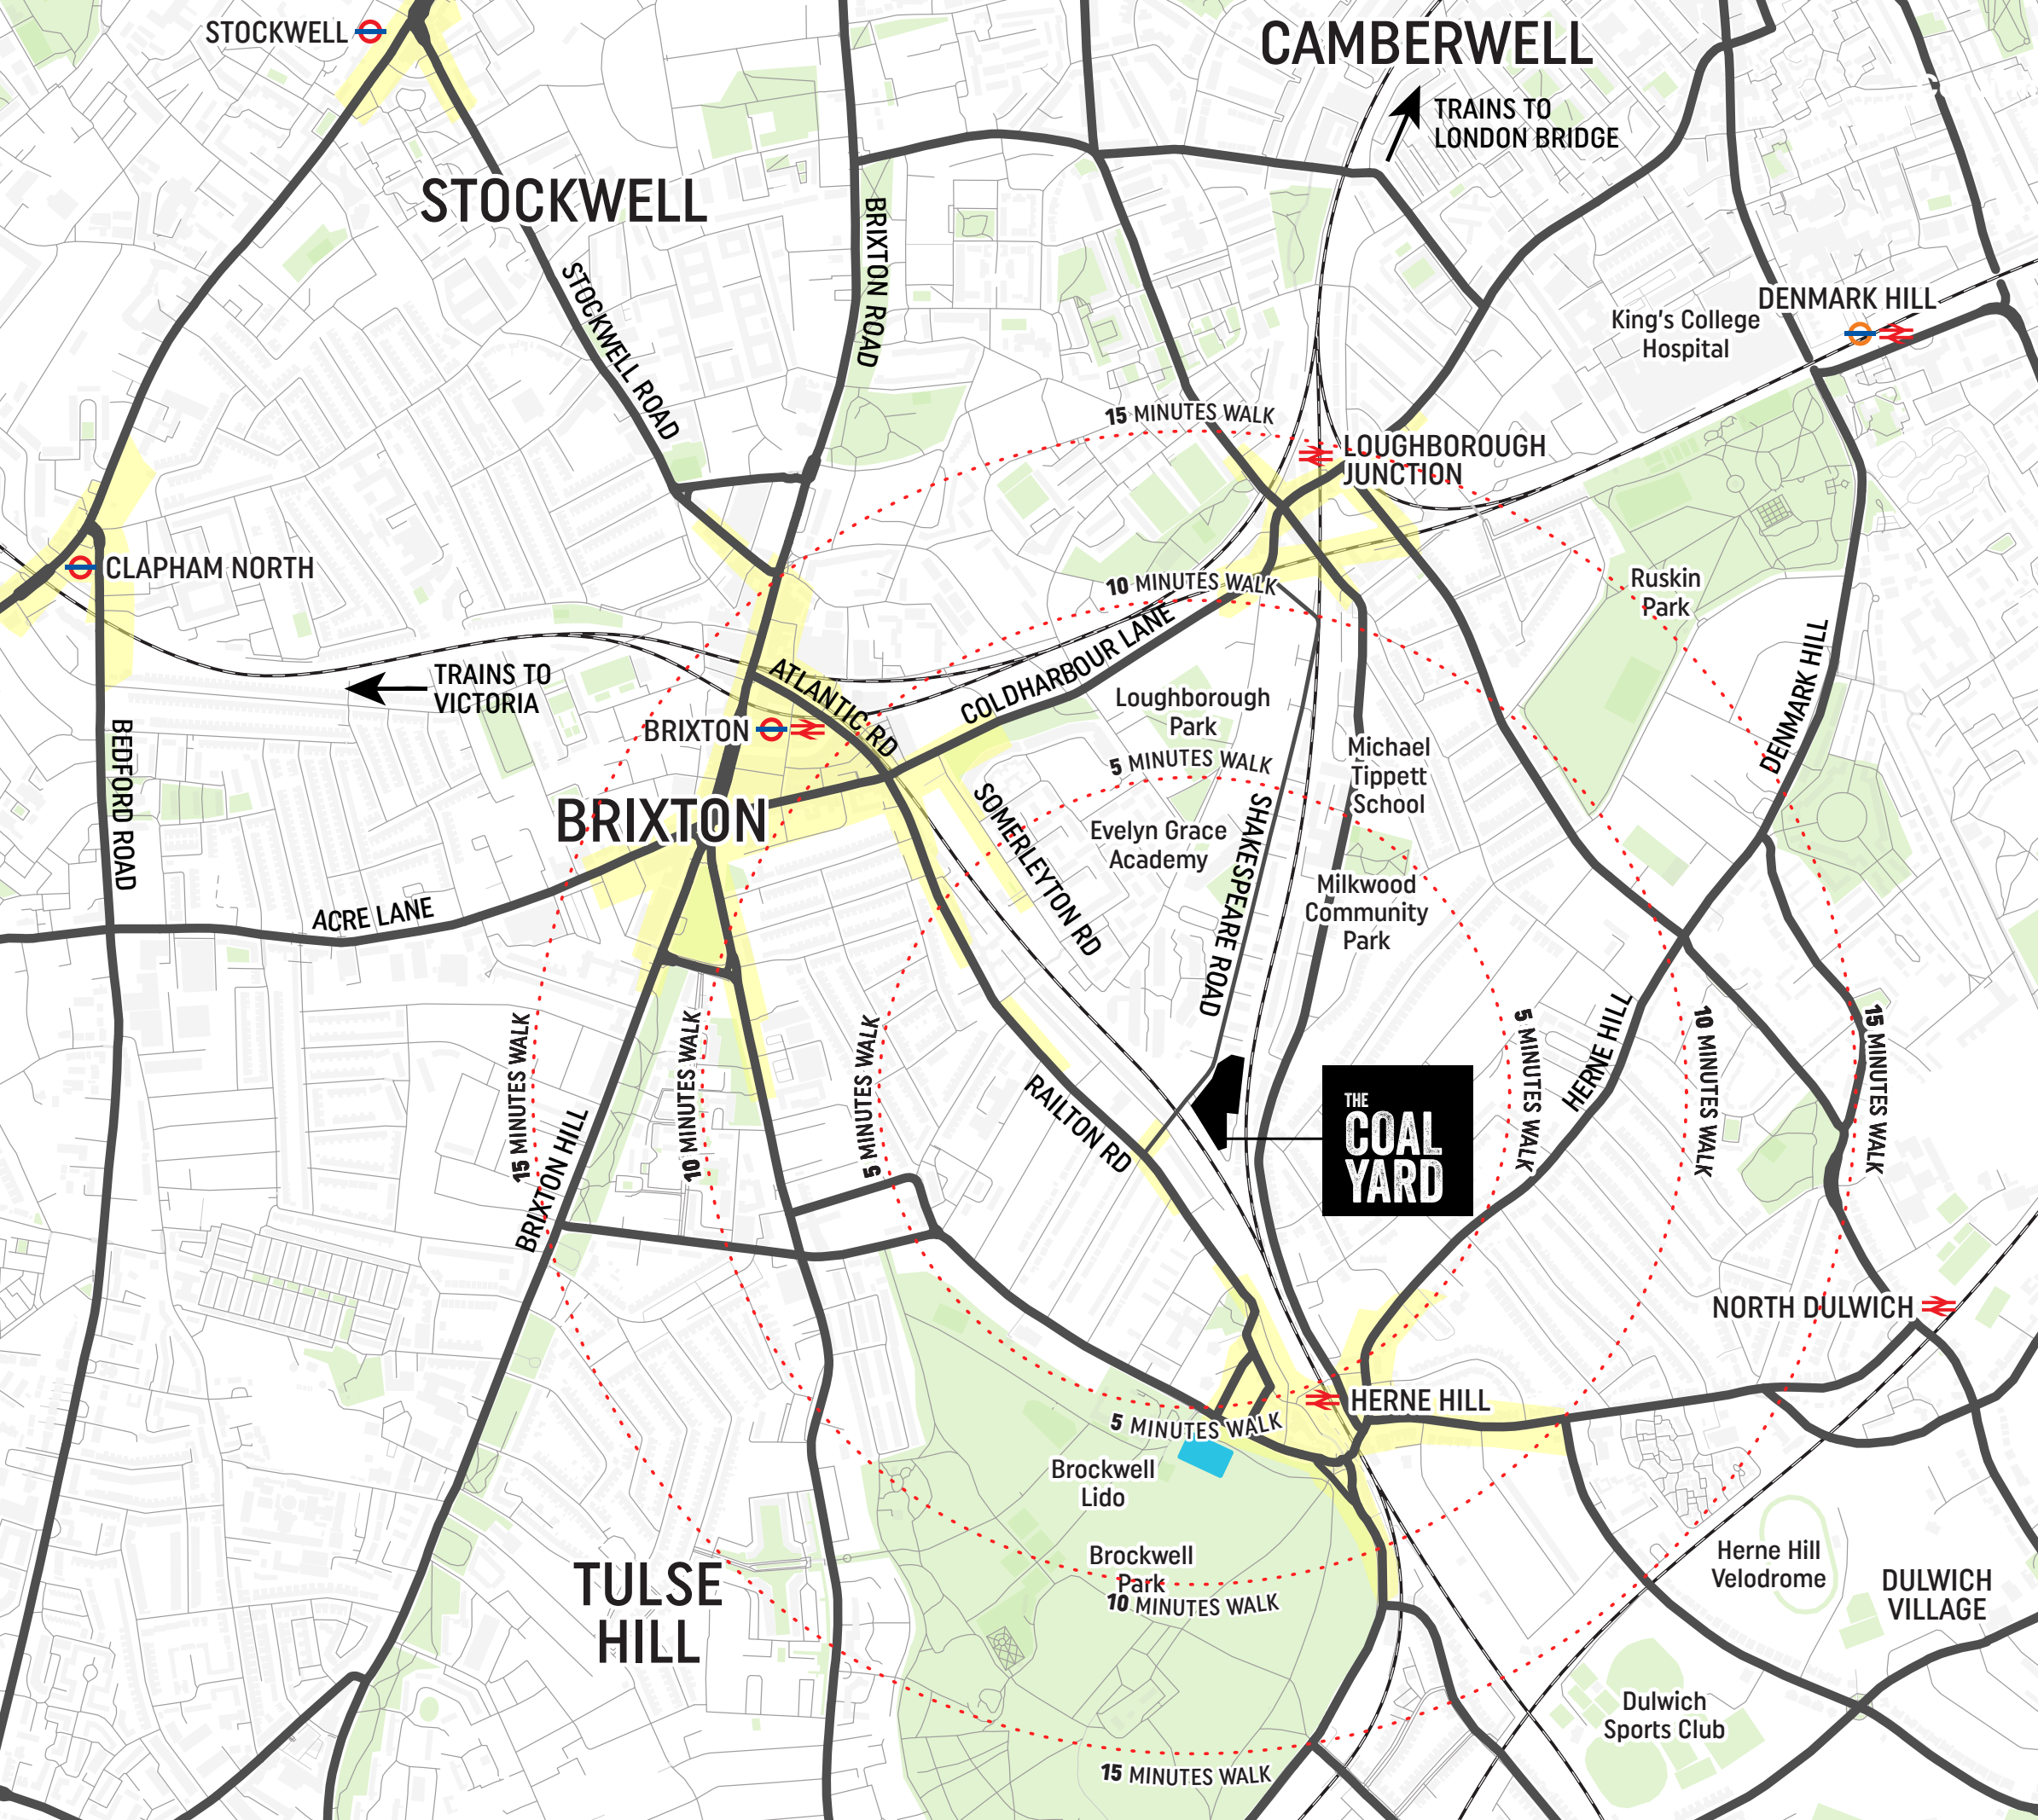 STOCKWELL
CAMBERWELL
TRAINS TO
LONDON BRIDGE
STOCKWELL
BRIXTON ROAD
STOCKWELL ROAD
DENMARK HILL
King's College
Hospital
15 MINUTES WALK
LOUGHBOROUGH
JUNCTION
CLAPHAM NORTH
10 MINUTES WALK
Ruskin
Park
COLDHARBOUR LANE
ATLANTIC RD
TRAINS TO
VICTORIA
Loughborough
Park
DENMARK HILL
BRIXTON
Michael
Tippett
School
5 MINUTES WALK
BEDFORD ROAD
BRIXTON
SOMERLEYTON RD
Evelyn Grace
Academy
SHAKESPEARE ROAD
Milkwood
Community
Park
ACRE LANE
15 MINUTES WALK
10 MINUTES WALK
5 MINUTES WALK
HERNE HILL
5 MINUTES WALK
10 MINUTES WALK
15 MINUTES WALK
RAILTON RD
THE
COAL
YARD
BRIXTON HILL
NORTH DULWICH
HERNE HILL
5 MINUTES WALK
Brockwell
Lido
Brockwell
Park
10 MINUTES WALK
TULSE
HILL
Herne Hill
Velodrome
DULWICH
VILLAGE
Dulwich
Sports Club
15 MINUTES WALK